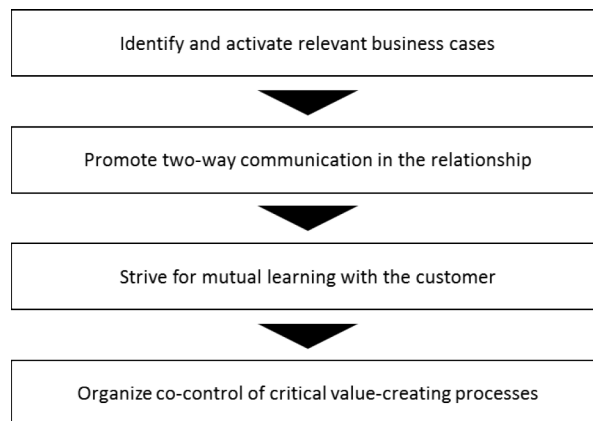 Identify and activate relevant business cases
Promote two-way communication in the relationship
Strive for mutual learning with the customer
Organize co-control of critical value-creating processes